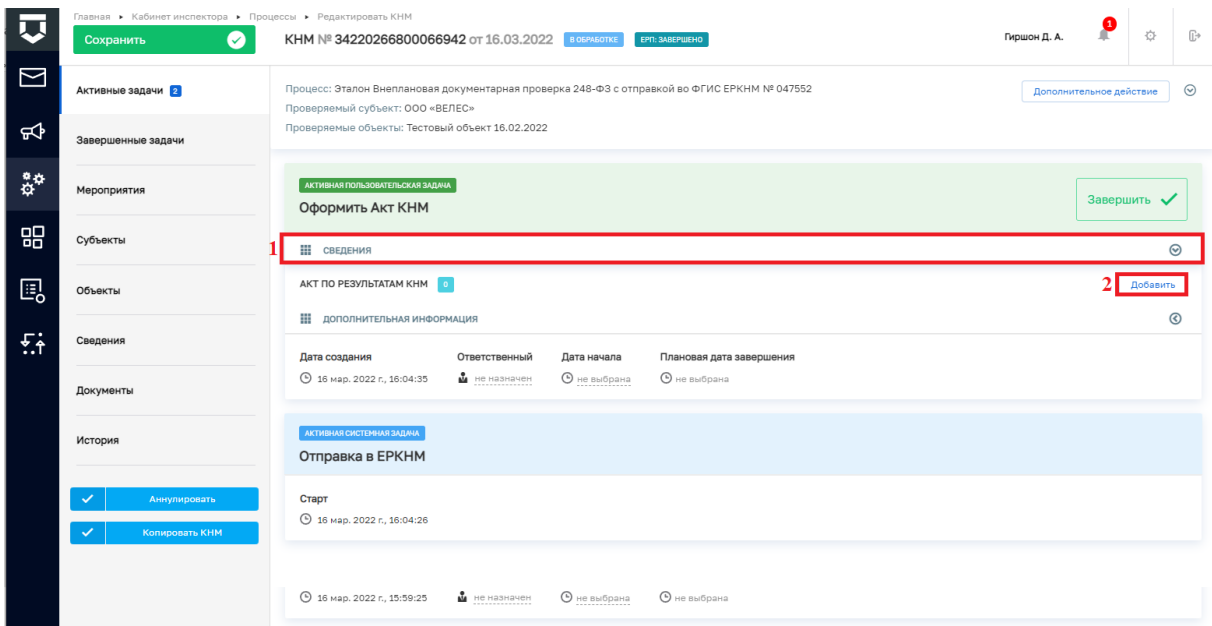 Главная ▸ Кабинет инспектора ▸ Процессы ▸ Редактировать КНМ
Сохранить
КНМ № 34220266800066942 от 16.03.2022 В ОБРАБОТКЕ ЕРП: ЗАВЕРШЕНО
Гиршон Д. А.
1
Активные задачи 2
Завершенные задачи
Мероприятия
Субъекты
Объекты
Сведения
Документы
История
Аннулировать
Копировать КНМ
Процесс: Эталон Внеплановая документарная проверка 248-ФЗ с отправкой во ФГИС ЕРКНМ № 047552
Дополнительное действие
Проверяемый субъект: ООО «ВЕЛЕС»
Проверяемые объекты: Тестовый объект 16.02.2022
АКТИВНАЯ ПОЛЬЗОВАТЕЛЬСКАЯ ЗАДАЧА
Оформить Акт КНМ
Завершить
1 СВЕДЕНИЯ
АКТ ПО РЕЗУЛЬТАТАМ КНМ 0
2 Добавить
ДОПОЛНИТЕЛЬНАЯ ИНФОРМАЦИЯ
Дата создания Ответственный Дата начала Плановая дата завершения
16 мар. 2022 г., 16:04:35 не назначен не выбрана не выбрана
АКТИВНАЯ СИСТЕМНАЯ ЗАДАЧА
Отправка в ЕРКНМ
Старт
16 мар. 2022 г., 16:04:26
16 мар. 2022 г., 15:59:25 не назначен не выбрана не выбрана